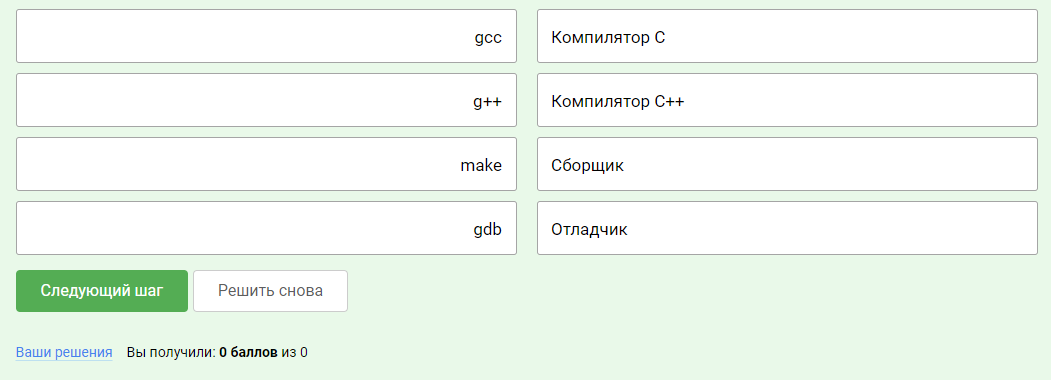 gcc Компилятор C
g++ Компилятор C++
make Сборщик
gdb Отладчик
Следующий шаг Решить снова
Ваши решения Вы получили: 0 баллов из 0